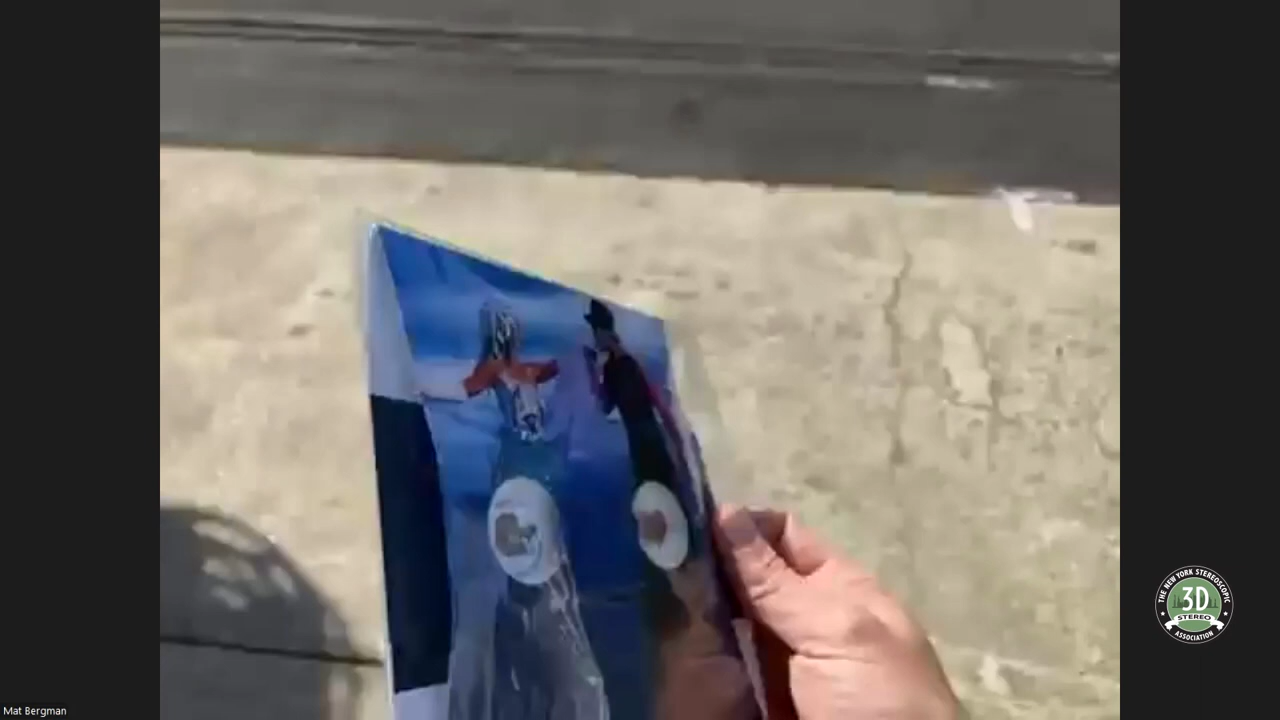 THE NEW YORK STEREOSCOPIC
3D
STEREO
ASSOCIATION
Mat Bergman